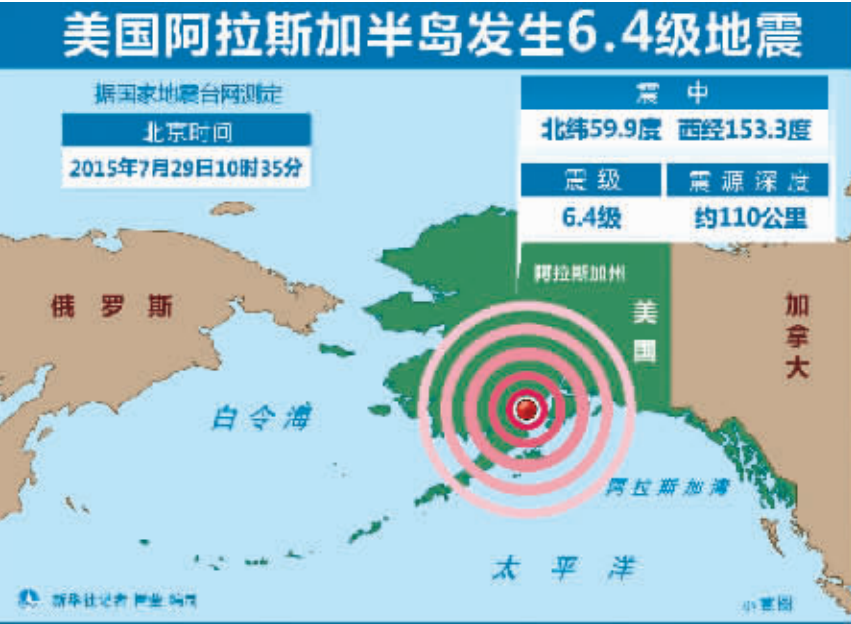 美国阿拉斯加半岛发生6.4级地震
据国家地震台网测定
北京时间
2015年7月29日10时35分
震中
北纬59.9度 西经153.3度
震级
6.4级
震源深度
约110公里
阿拉斯加州
美国
俄罗斯
加拿大
白令海
阿拉斯加湾
太平洋
新华社记者 编制
示意图